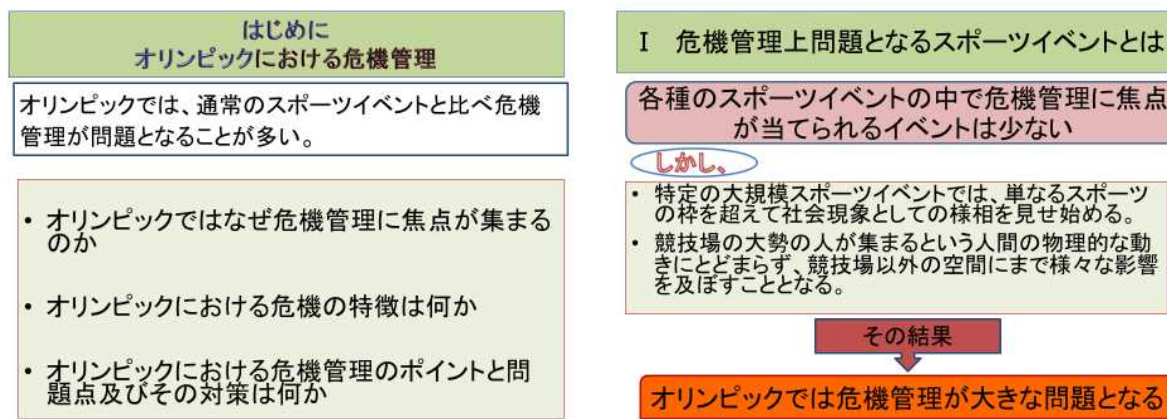 はじめに
オリンピックにおける危機管理
オリンピックでは、通常のスポーツイベントと比べ危機
管理が問題となることが多い。
• オリンピックではなぜ危機管理に焦点が集まる
のか
• オリンピックにおける危機の特徴は何か
• オリンピックにおける危機管理のポイントと問
題点及びその対策は何か
Ⅰ 危機管理上問題となるスポーツイベントとは
各種のスポーツイベントの中で危機管理に焦点
が当てられるイベントは少ない
しかし、
• 特定の大規模スポーツイベントでは、単なるスポーツ
の枠を超えて社会現象としての様相を見せ始める。
• 競技場の大勢の人が集まるという人間の物理的な動
きにとどまらず、競技場以外の空間にまで様々な影響
を及ぼすこととなる。
その結果
オリンピックでは危機管理が大きな問題となる